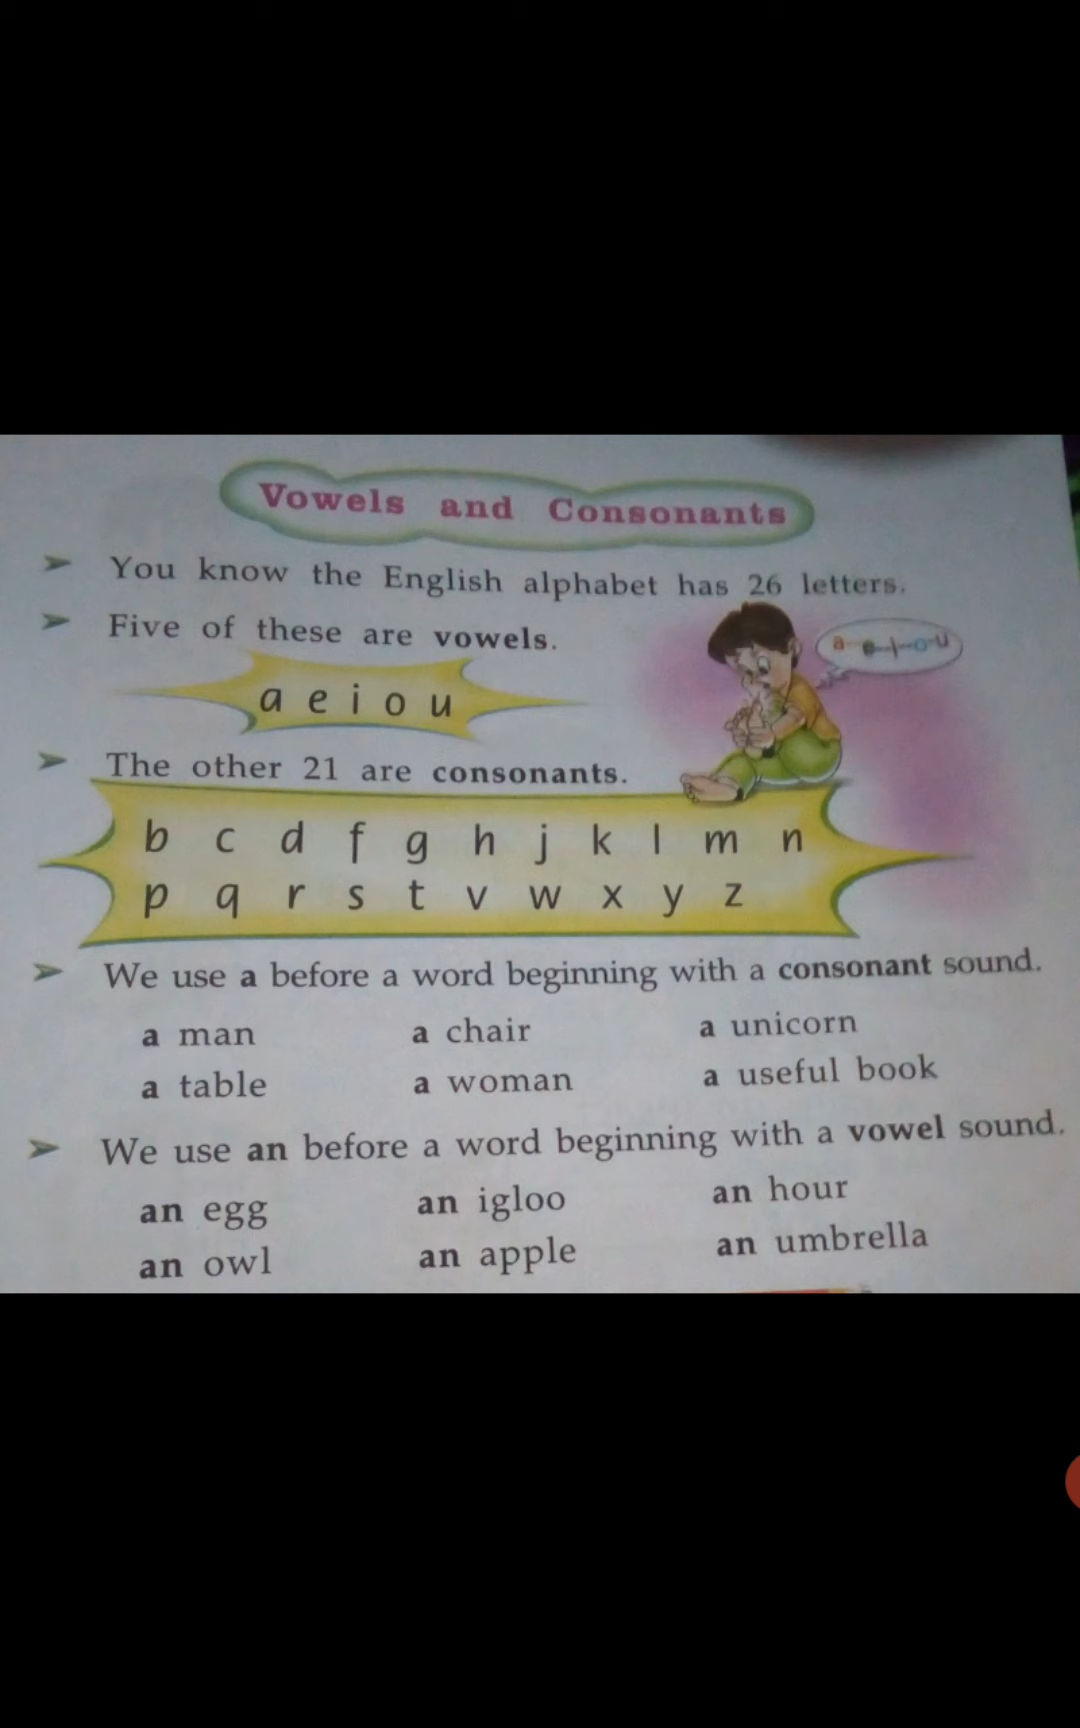 Vowels and Consonants
You know the English alphabet has 26 letters.
Five of these are vowels.
a e i o u
a--e--i--o--u
The other 21 are consonants.
b c d f g h j k l m n
p q r s t v w x y z
We use a before a word beginning with a consonant sound.
a man a chair a unicorn
a table a woman a useful book
We use an before a word beginning with a vowel sound.
an egg an igloo an hour
an owl an apple an umbrella